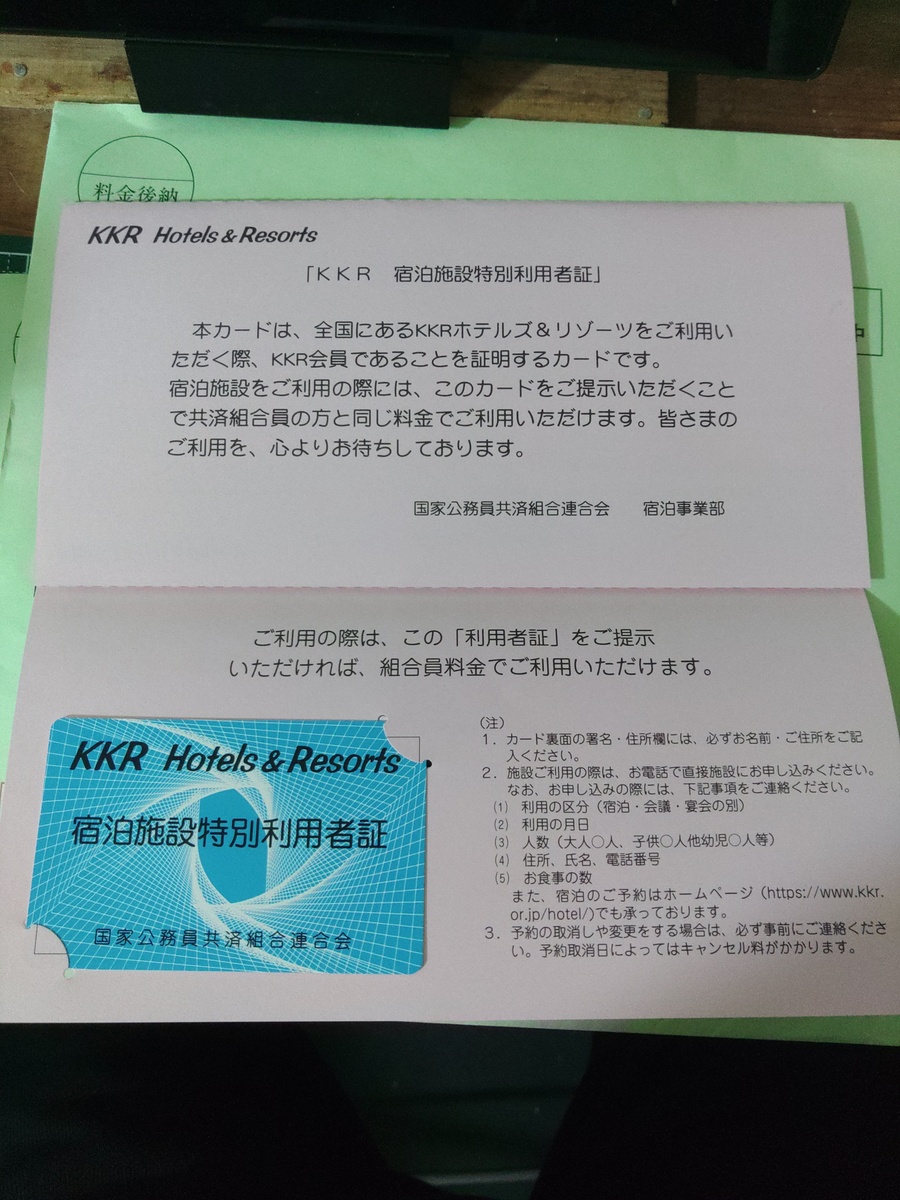 料金後納
KKR Hotels & Resorts
「ＫＫＲ　宿泊施設特別利用者証」
本カードは、全国にあるKKRホテルズ＆リゾーツをご利用い
ただく際、KKR会員であることを証明するカードです。
宿泊施設をご利用の際には、このカードをご提示いただくこと
で共済組合員の方と同じ料金でご利用いただけます。皆さまの
ご利用を、心よりお待ちしております。
国家公務員共済組合連合会　宿泊事業部
ご利用の際は、この「利用者証」をご提示
いただければ、組合員料金でご利用いただけます。
KKR Hotels & Resorts
宿泊施設特別利用者証
国家公務員共済組合連合会
（注）
1．カード裏面の署名・住所欄には、必ずお名前・ご住所をご記
入ください。
2．施設ご利用の際は、お電話で直接施設にお申し込みください。
なお、お申し込みの際には、下記事項をご連絡ください。
⑴　利用の区分（宿泊・会議・宴会の別）
⑵　利用の月日
⑶　人数（大人○人、子供○人他幼児○人等）
⑷　住所、氏名、電話番号
⑸　お食事の数
また、宿泊のご予約はホームページ（https://www.kkr.
or.jp/hotel/)でも承っております。
3．予約の取消しや変更をする場合は、必ず事前にご連絡くださ
い。予約取消日によってはキャンセル料がかかります。